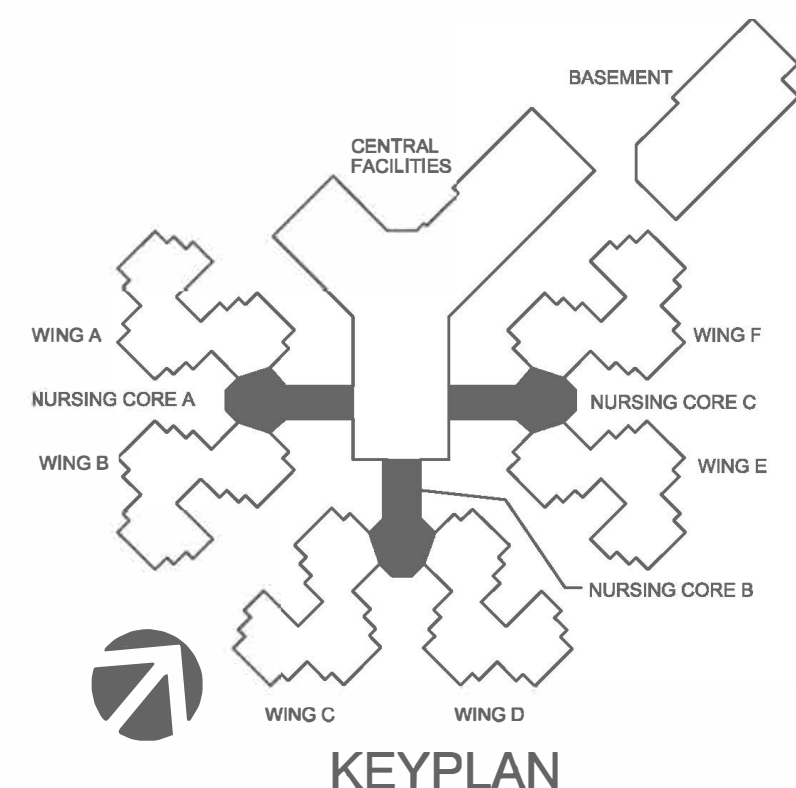 BASEMENT
CENTRAL
FACILITIES
WING A
WING F
NURSING CORE A
NURSING CORE C
WING B
WING E
NURSING CORE B
WING C
WING D
KEYPLAN